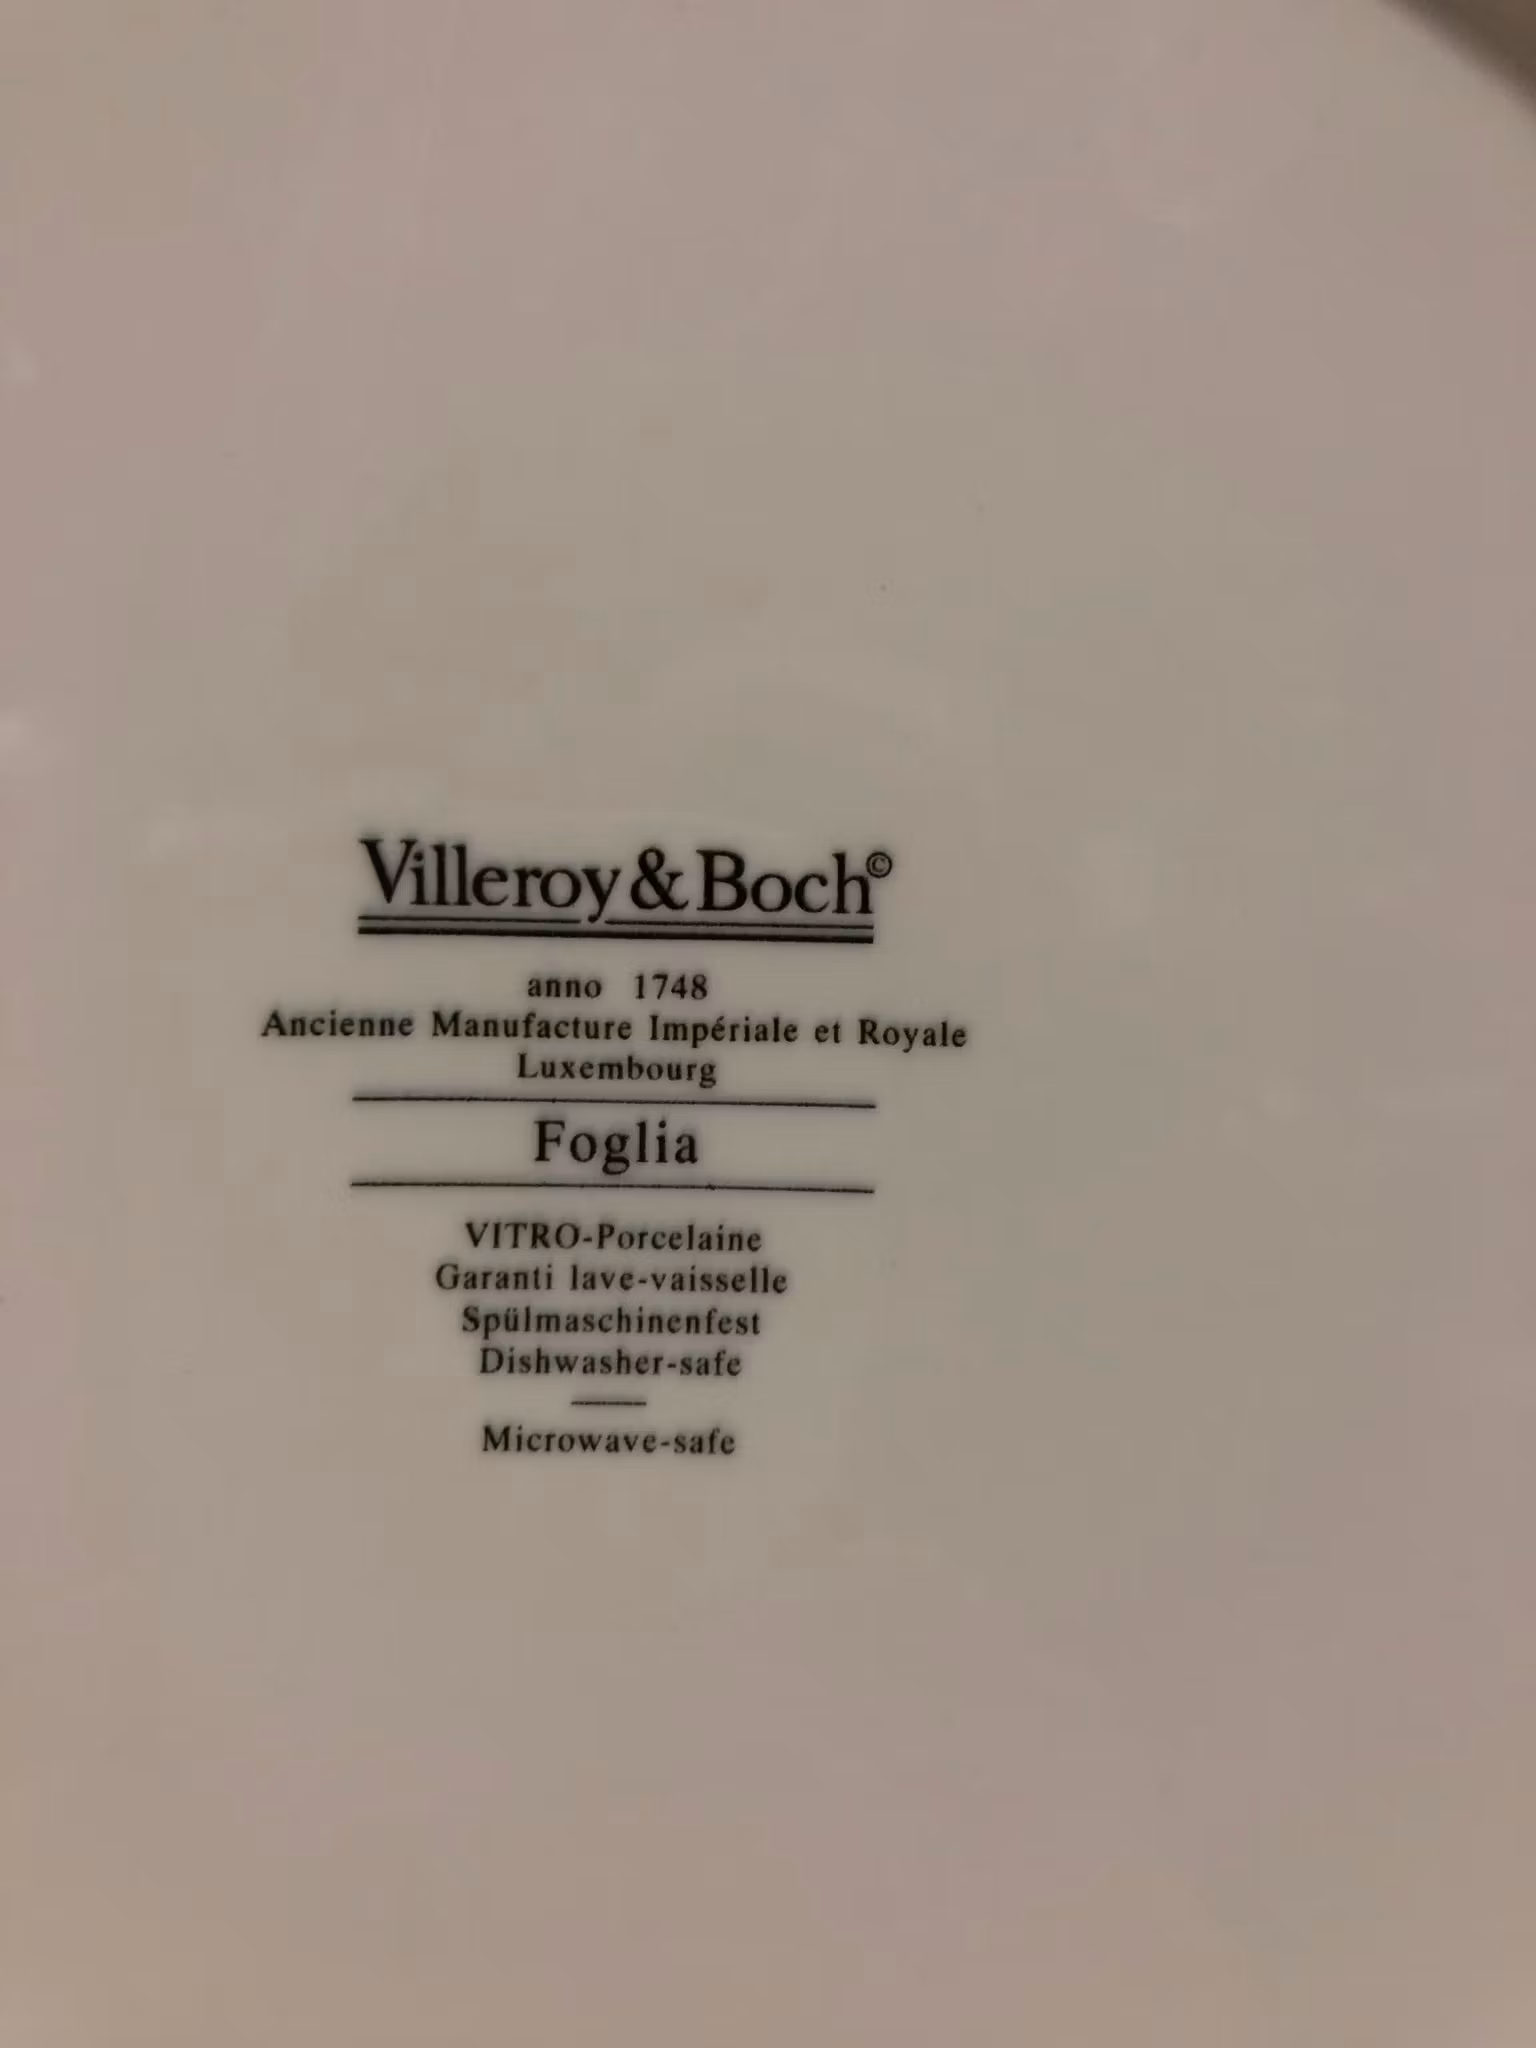 Villeroy & Boch©
anno 1748
Ancienne Manufacture Impériale et Royale
Luxembourg
Foglia
VITRO-Porcelaine
Garanti lave-vaisselle
Spülmaschinenfest
Dishwasher-safe
Microwave-safe